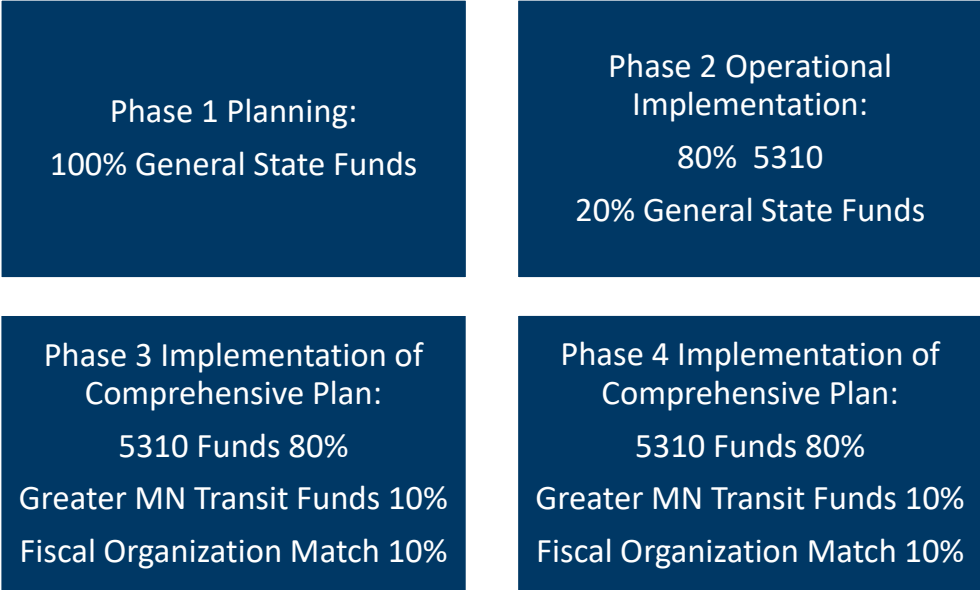 Phase 1 Planning:
100% General State Funds
Phase 2 Operational
Implementation:
80%  5310
20% General State Funds
Phase 3 Implementation of
Comprehensive Plan:
5310 Funds 80%
Greater MN Transit Funds 10%
Fiscal Organization Match 10%
Phase 4 Implementation of
Comprehensive Plan:
5310 Funds 80%
Greater MN Transit Funds 10%
Fiscal Organization Match 10%